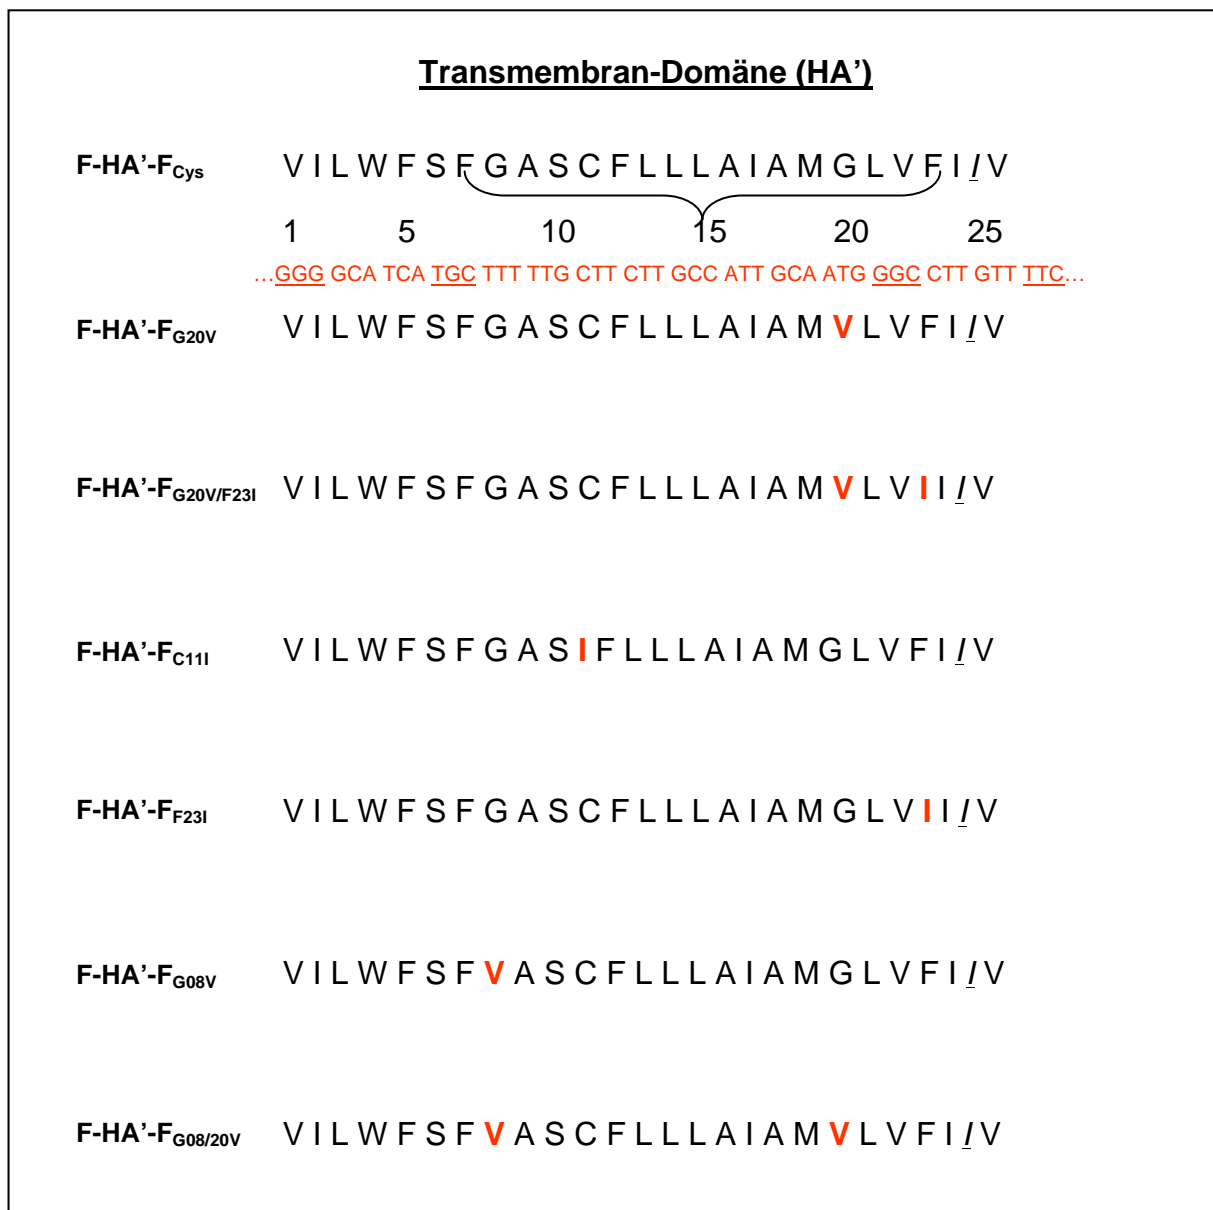 Transmembran-Domäne (HA’)
F-HA’-FCys V I L W F S F G A S C F L L L A I A M G L V F I I V
1 5 10 15 20 25
…GGG GCA TCA TGC TTT TTG CTT CTT GCC ATT GCA ATG GGC CTT GTT TTC…
F-HA’-FG20V V I L W F S F G A S C F L L L A I A M V L V F I I V
F-HA’-FG20V/F23I V I L W F S F G A S C F L L L A I A M V L V I I I V
F-HA’-FC11I V I L W F S F G A S I F L L L A I A M G L V F I I V
F-HA’-FF23I V I L W F S F G A S C F L L L A I A M G L V I I I V
F-HA’-FG08V V I L W F S F V A S C F L L L A I A M G L V F I I V
F-HA’-FG08/20V V I L W F S F V A S C F L L L A I A M V L V F I I V